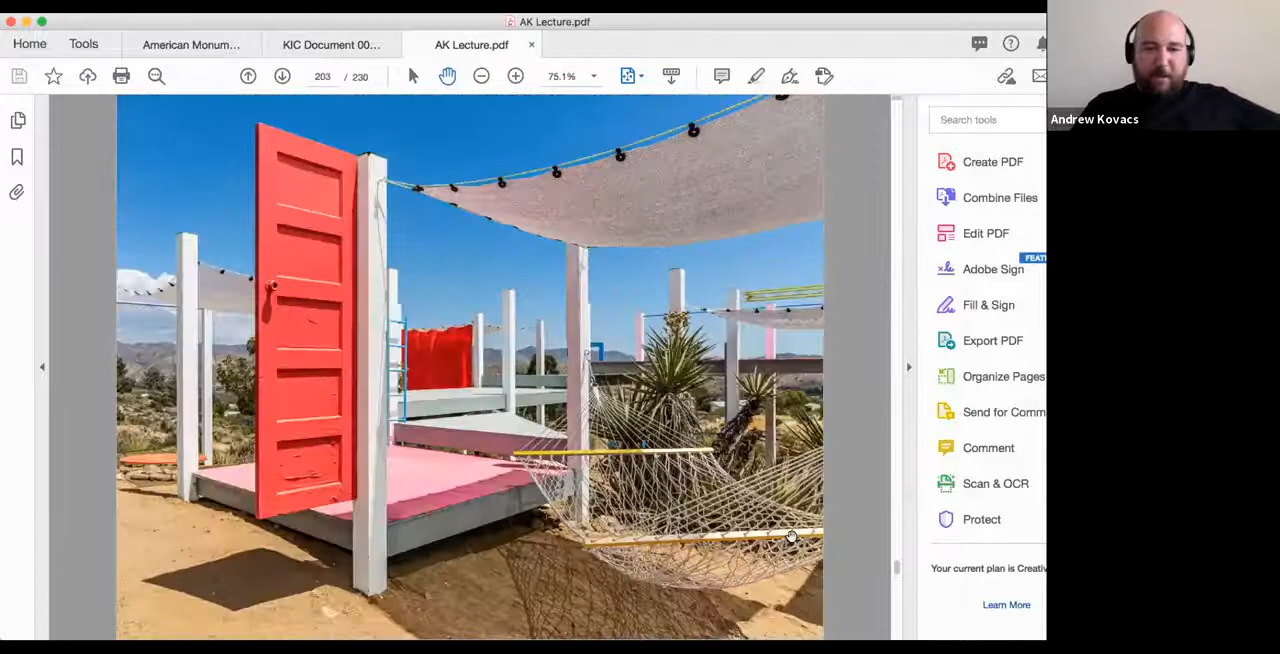 AK Lecture.pdf
Home
Tools
American Monum...
KIC Document 00...
AK Lecture.pdf
×
203 / 230
75.1%
Search tools
Create PDF
Combine Files
Edit PDF
FEAT
Adobe Sign
Fill & Sign
Export PDF
Organize Pages
Send for Comm
Comment
Scan & OCR
Protect
Your current plan is Creativ
Learn More
Andrew Kovacs